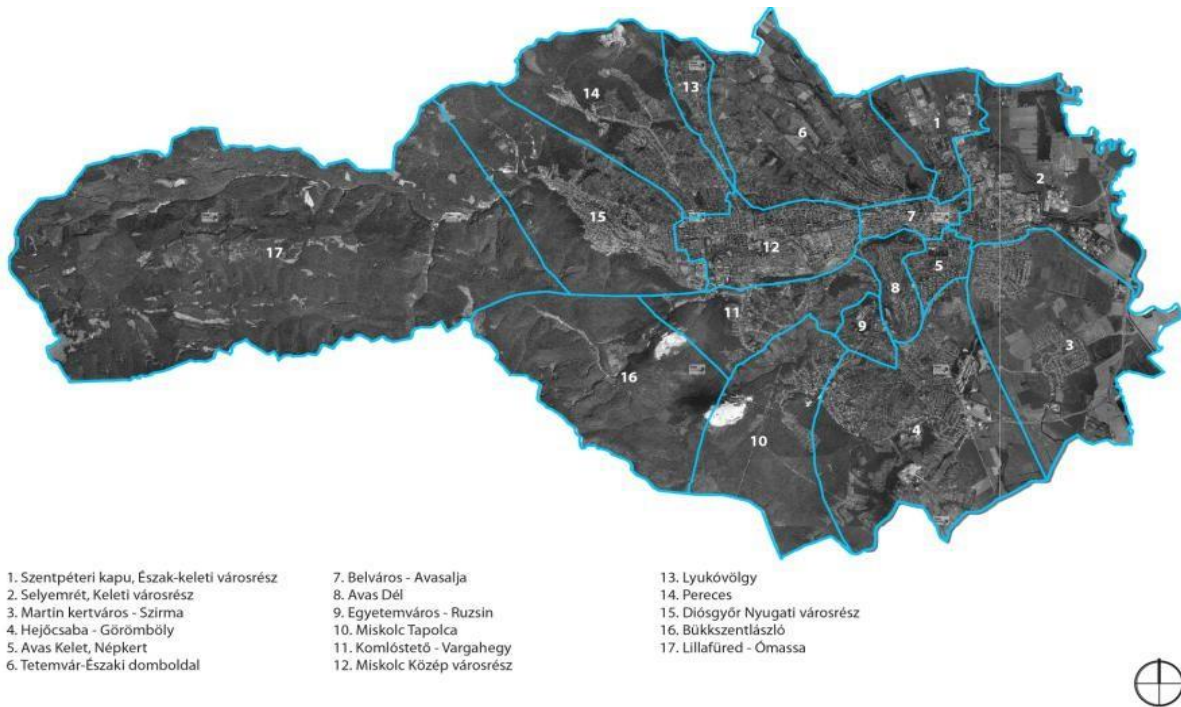 14
13
6
1
2
15
7
12
17
5
8
11
9
3
16
4
10
1. Szentpéteri kapu, Észak-keleti városrész
2. Selyemrét, Keleti városrész
3. Martin kertváros - Szirma
4. Hejőcsaba - Görömböly
5. Avas Kelet, Népkert
6. Tetemvár-Északi domboldal
7. Belváros - Avasalja
8. Avas Dél
9. Egyetemváros - Ruzsin
10. Miskolc Tapolca
11. Komlóstető - Vargahegy
12. Miskolc Közép városrész
13. Lyukóvölgy
14. Pereces
15. Diósgyőr Nyugati városrész
16. Bükkszentlászló
17. Lillafüred - Ómassa